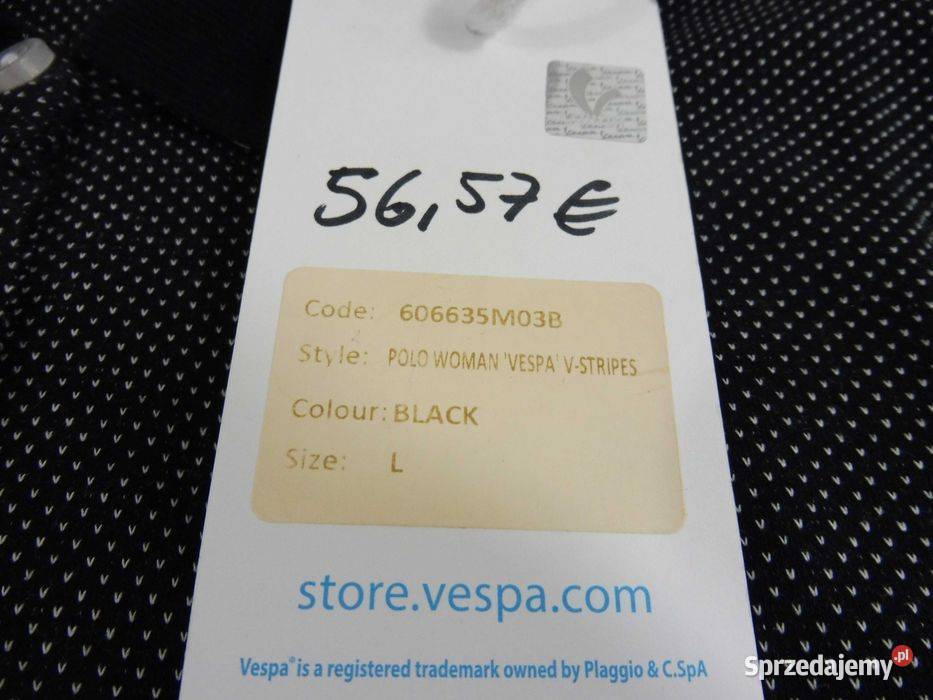 56,57 €
Code: 606635M03B
Style: POLO WOMAN 'VESPA' V-STRIPES
Colour: BLACK
Size: L
store.vespa.com
Vespa® is a registered trademark owned by Plaggio & C.SpA
Sprzedajemy.pl